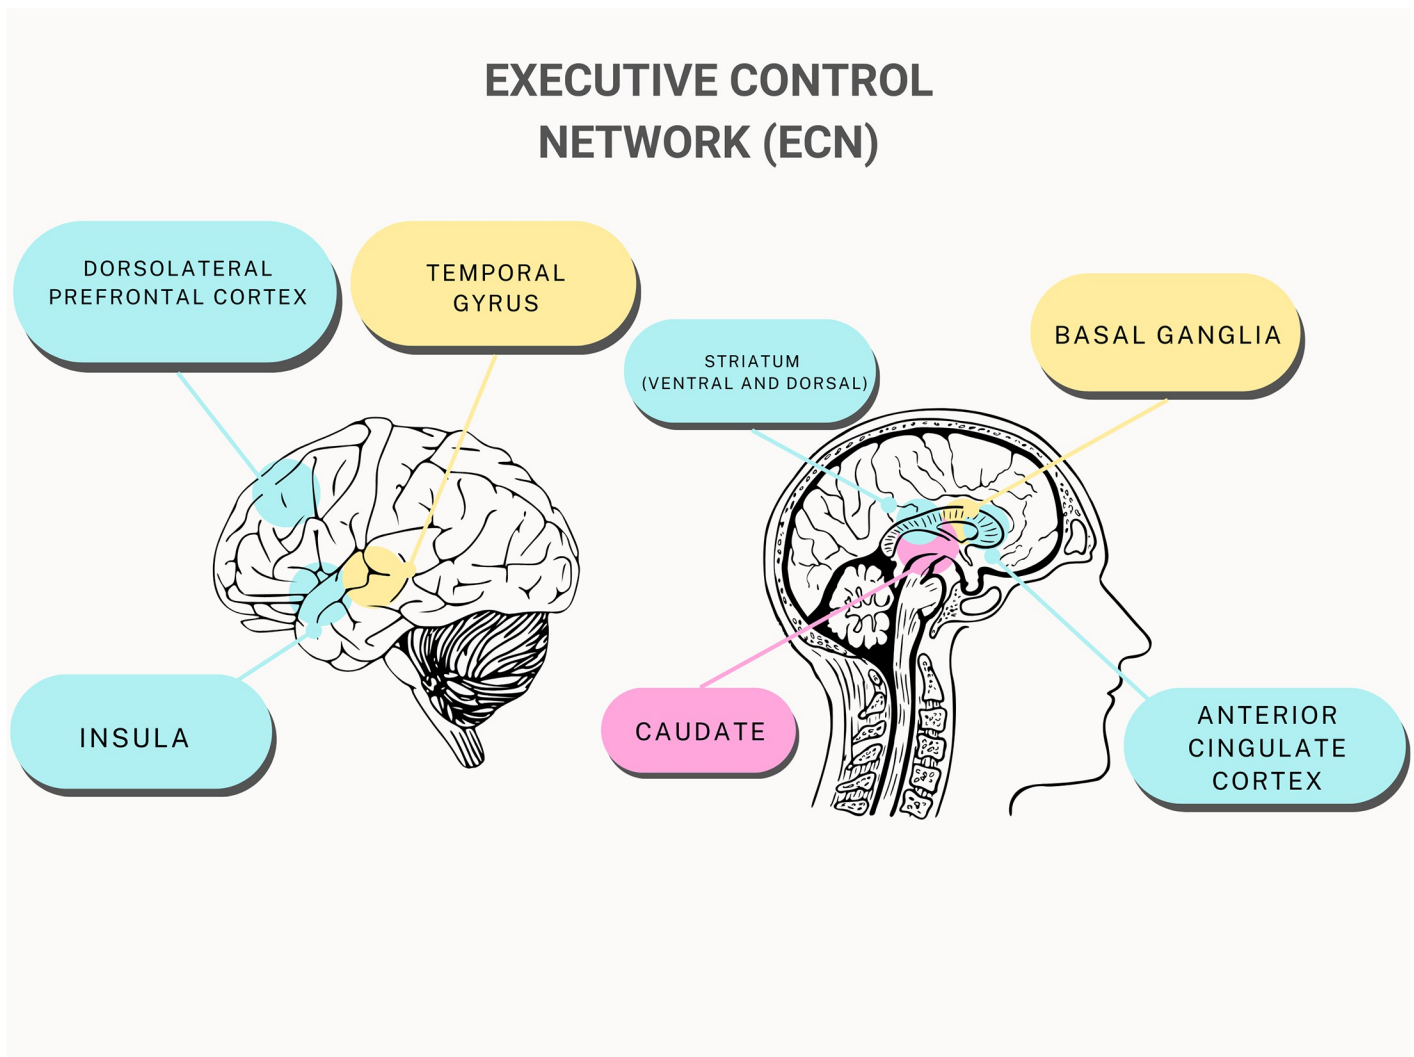 EXECUTIVE CONTROL
NETWORK (ECN)
DORSOLATERAL
PREFRONTAL CORTEX
TEMPORAL
GYRUS
STRIATUM
(VENTRAL AND DORSAL)
BASAL GANGLIA
INSULA
CAUDATE
ANTERIOR
CINGULATE
CORTEX